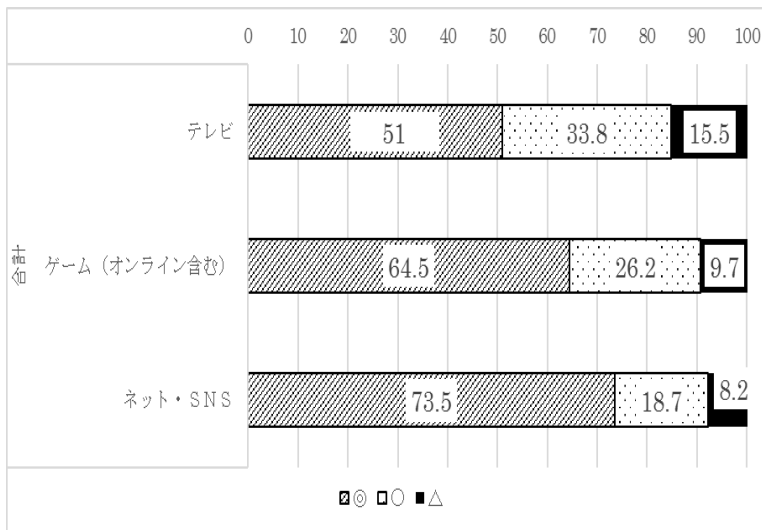 0 10 20 30 40 50 60 70 80 90 100
合計
テレビ 51 33.8 15.5
ゲーム（オンライン含む） 64.5 26.2 9.7
ネット・SNS 73.5 18.7 8.2
◎ ○ △